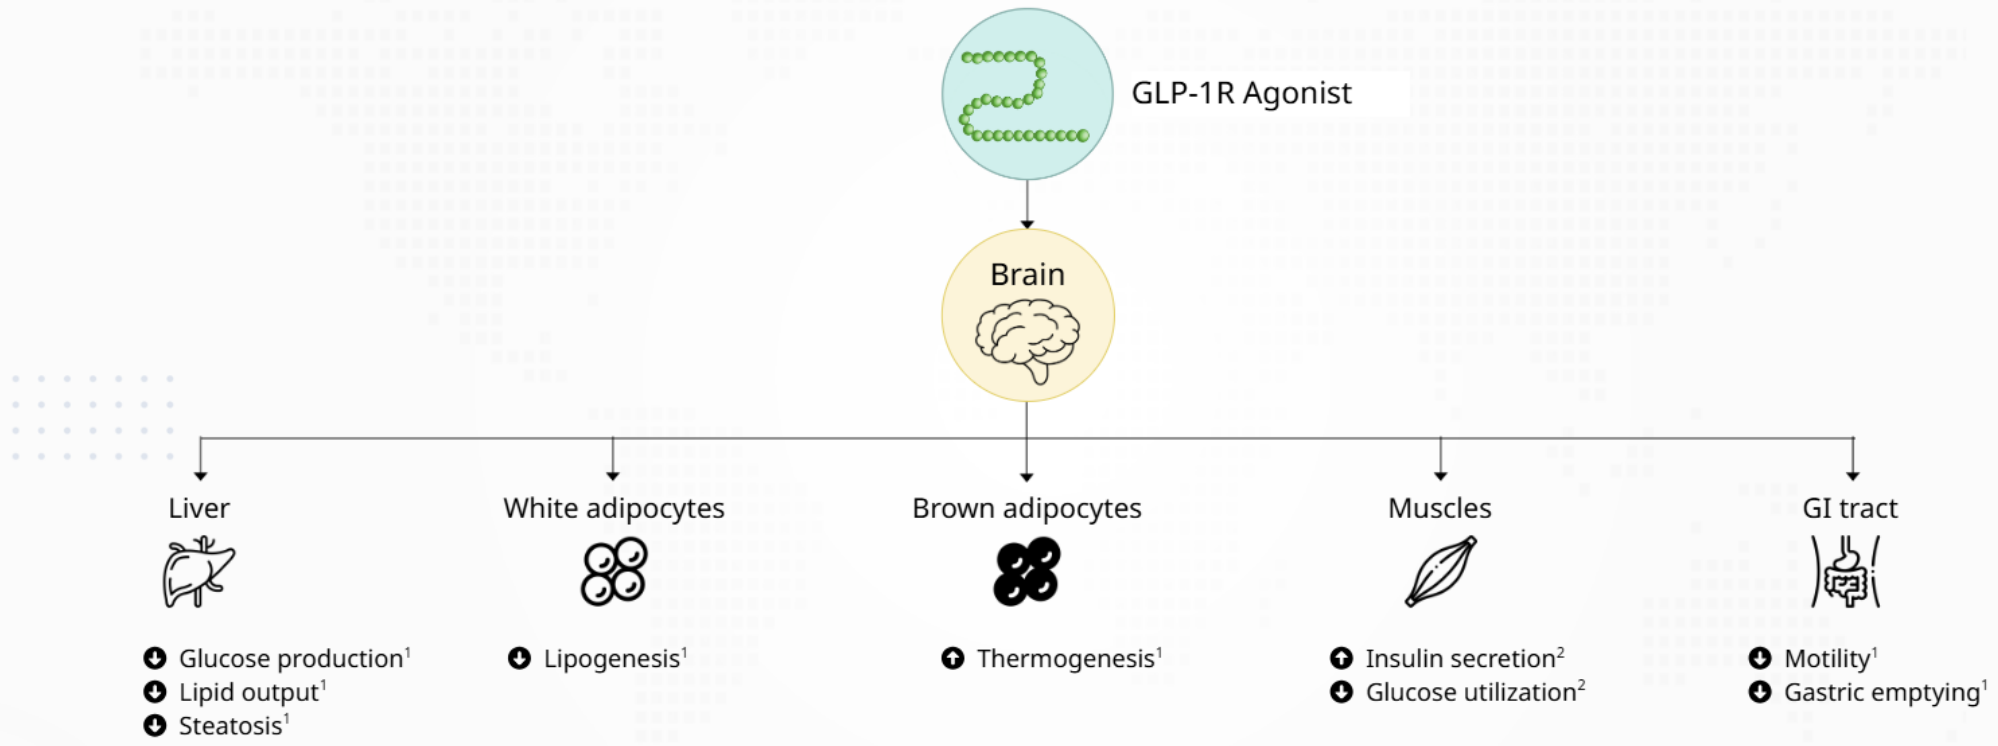 GLP-1R Agonist
Brain
Liver
White adipocytes
Brown adipocytes
Muscles
GI tract
Glucose production¹
Lipid output¹
Steatosis¹
Lipogenesis¹
Thermogenesis¹
Insulin secretion²
Glucose utilization²
Motility¹
Gastric emptying¹